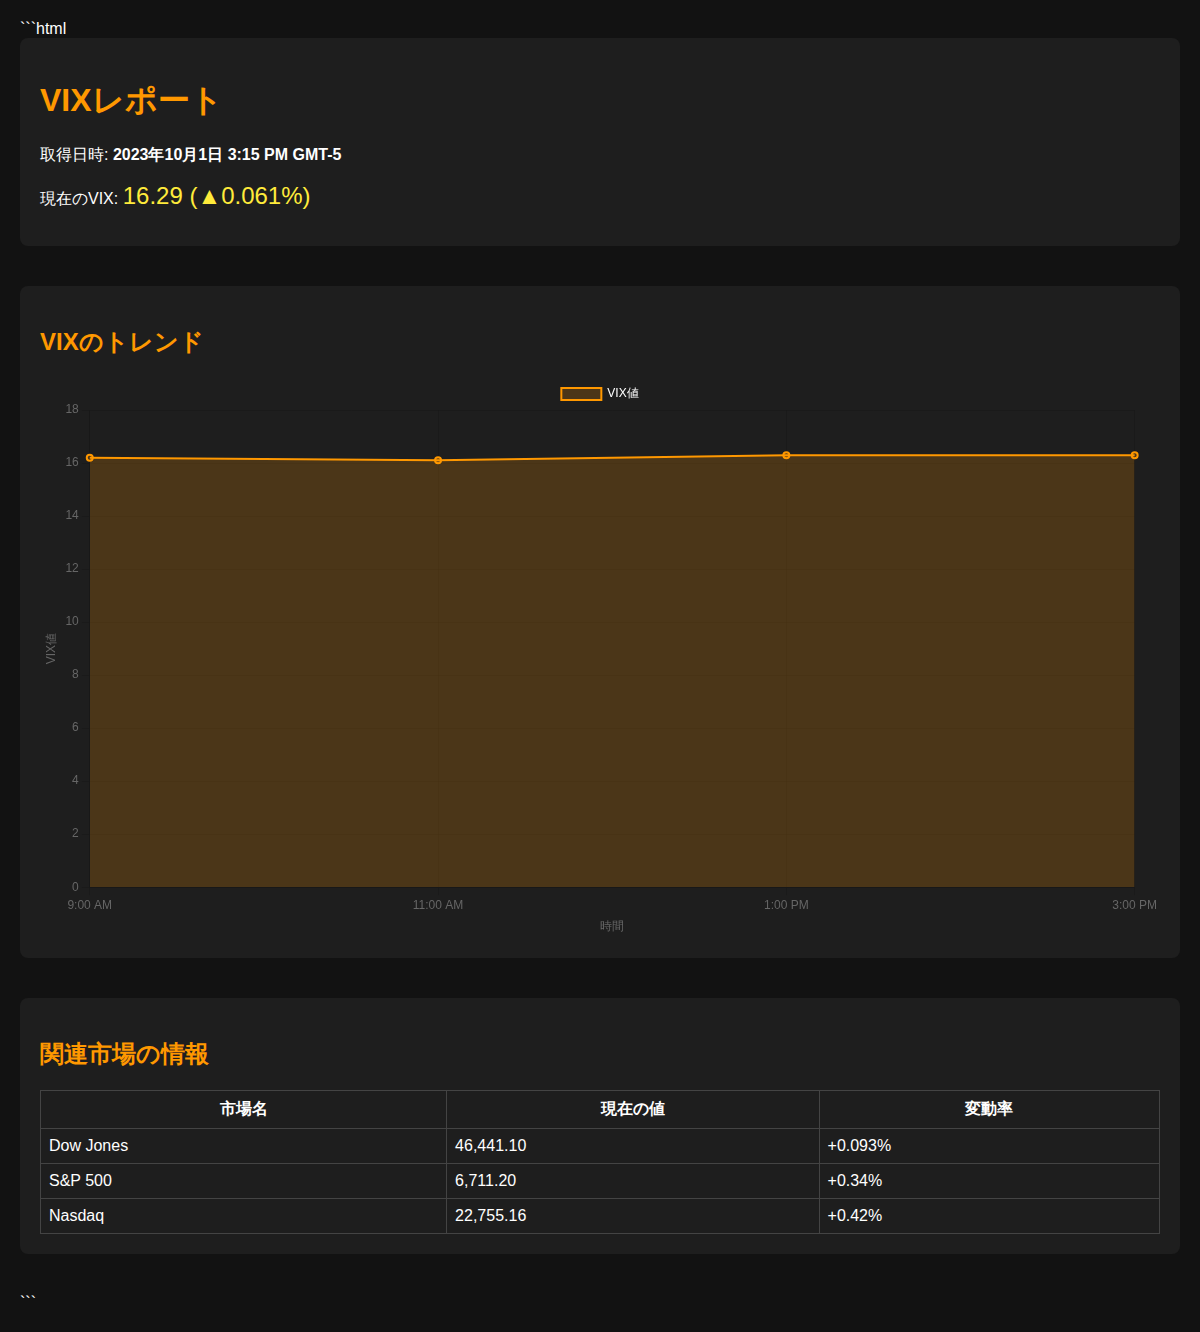 ```html
VIXレポート
取得日時: 2023年10月1日 3:15 PM GMT-5
現在のVIX: 16.29 (▲0.061%)
VIXのトレンド
VIX値
18
16
14
12
10
8
6
4
2
0
VIX値
9:00 AM 11:00 AM 1:00 PM 3:00 PM
時間
関連市場の情報
市場名 現在の値 変動率
Dow Jones 46,441.10 +0.093%
S&P 500 6,711.20 +0.34%
Nasdaq 22,755.16 +0.42%
```